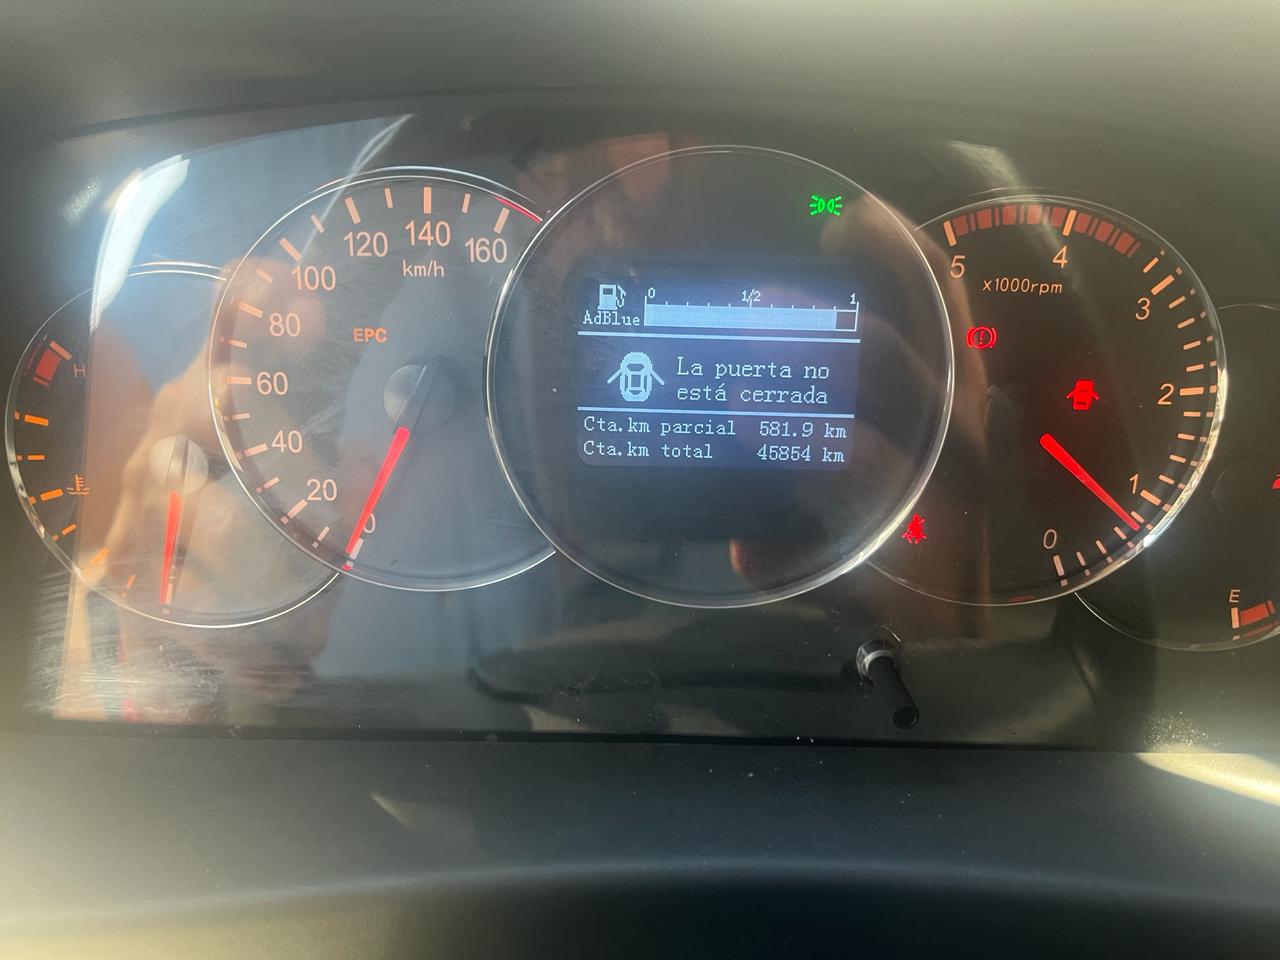 H
0
20
40
60
80
100
120
140
160
km/h
EPC
0
1/2
1
AdBlue
La puerta no
está cerrada
Cta.km parcial 581.9 km
Cta.km total 45854 km
5
4
3
2
1
0
x1000rpm
E